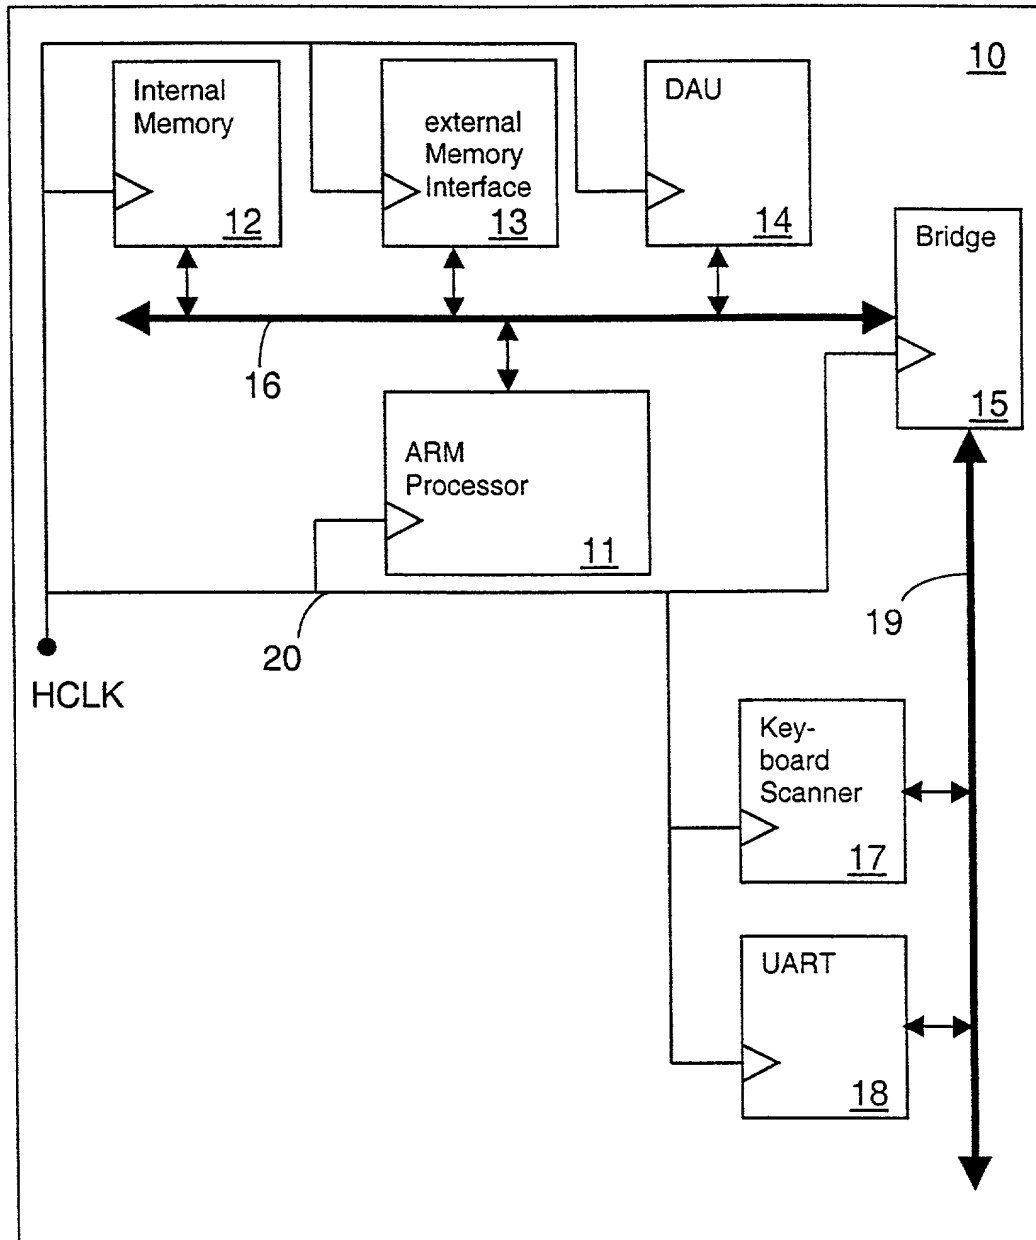 10
Internal
Memory
12
external
Memory
Interface
13
DAU
14
Bridge
15
16
ARM
Processor
11
20
19
HCLK
Key-
board
Scanner
17
UART
18